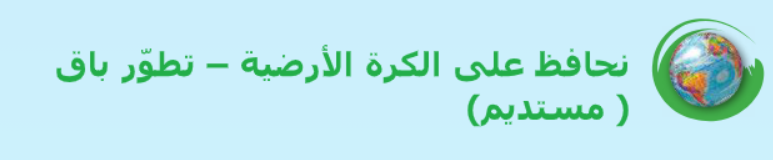 نحافظ على الكرة الأرضية – تطوّر باق
( مستديم)